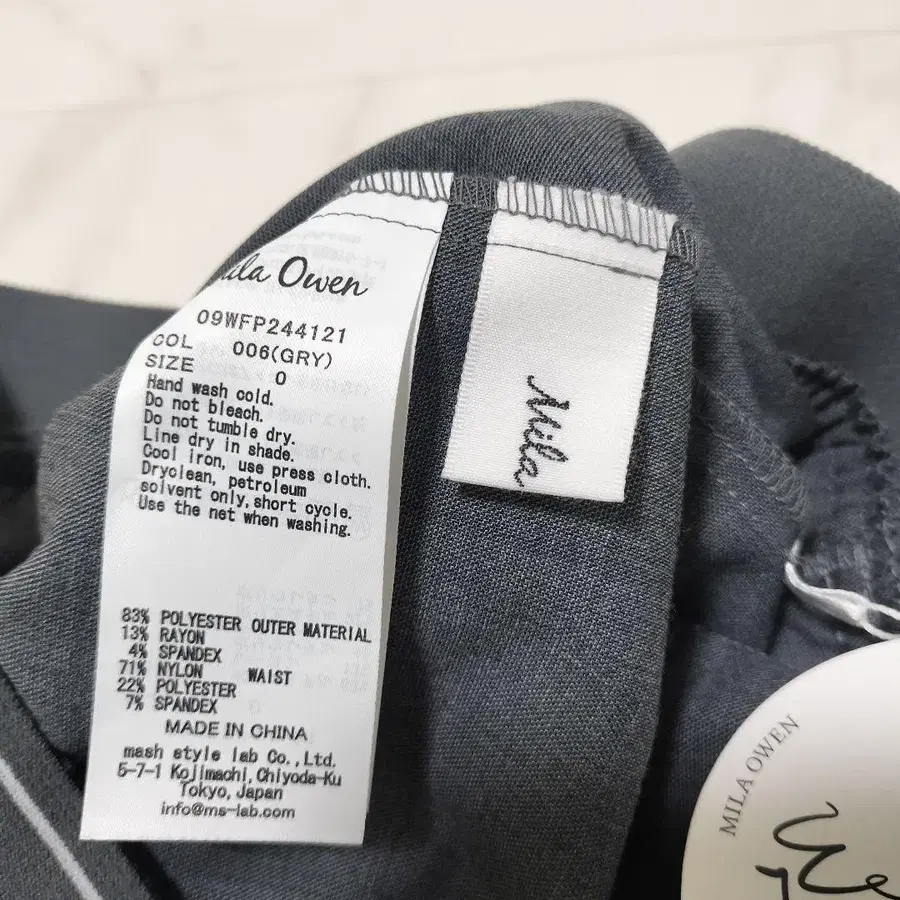 Mila Owen
09WFP244121
COL 006(GRY)
SIZE 0
Hand wash cold.
Do not bleach.
Do not tumble dry.
Line dry in shade.
Cool iron, use press cloth.
Dryclean, petroleum
solvent only, short cycle.
Use the net when washing.
83% POLYESTER OUTER MATERIAL
13% RAYON
4% SPANDEX
71% NYLON WAIST
22% POLYESTER
7% SPANDEX
MADE IN CHINA
mash style lab Co.,Ltd.
5-7-1 Kojimachi,Chiyoda-Ku
Tokyo, Japan
info@ms-lab.com
Mila
MILA OWEN